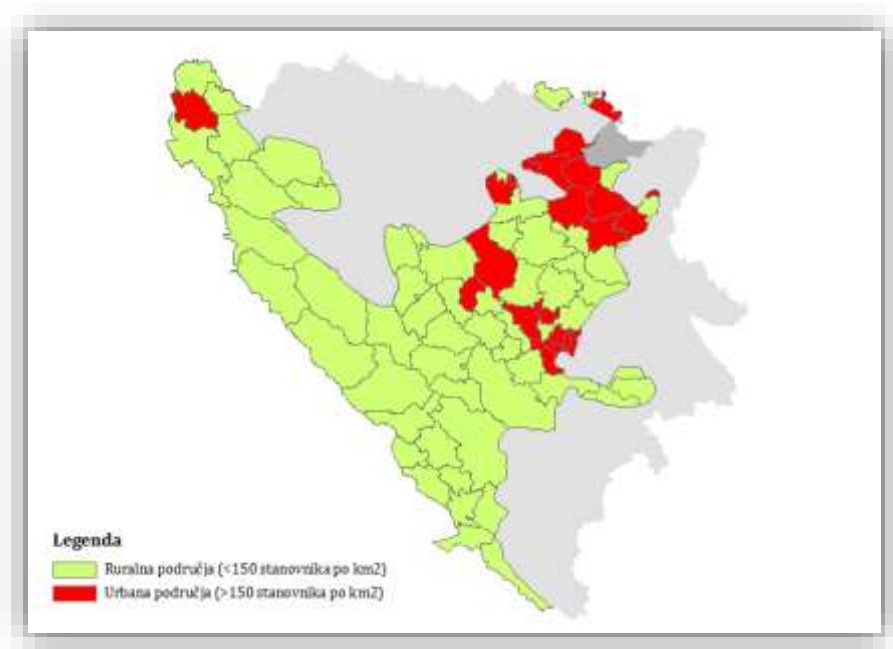 Legenda
Ruralna područja (<150 stanovnika po km2)
Urbana područja (>150 stanovnika po km2)